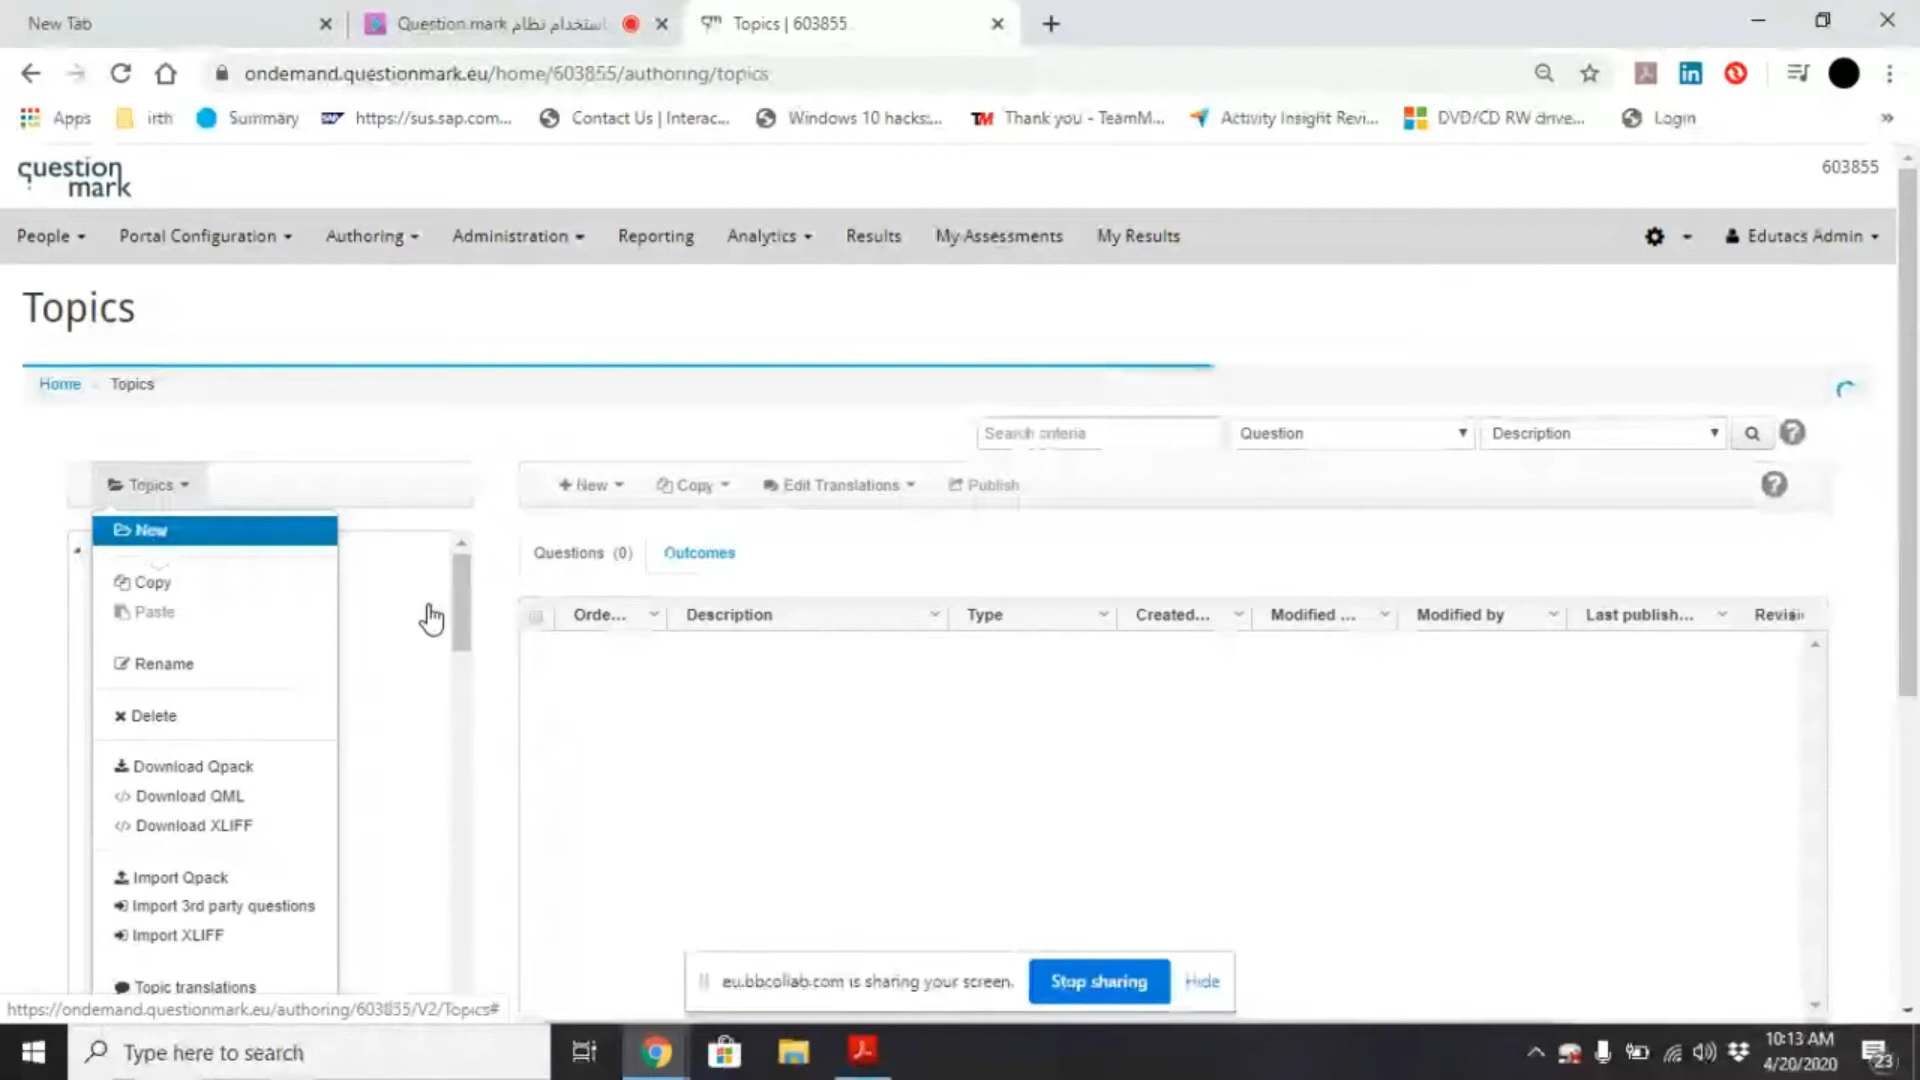 New Tab
Question mark استخدام نظام
Topics | 603855
ondemand.questionmark.eu/home/603855/authoring/topics
Apps
irth
Summary
https://sus.sap.com...
Contact Us | Interac...
Windows 10 hacks:...
TM Thank you - TeamM...
Activity Insight Revi...
DVD/CD RW drive...
Login
question
mark
603855
People
Portal Configuration
Authoring
Administration
Reporting
Analytics
Results
My Assessments
My Results
Edutacs Admin
Topics
Home
Topics
Search criteria
Question
Description
Topics
New
Copy
Edit Translations
Publish
New
Copy
Paste
Rename
Delete
Download Qpack
Download QML
Download XLIFF
Import Qpack
Import 3rd party questions
Import XLIFF
Topic translations
Questions (0)
Outcomes
Orde...
Description
Type
Created...
Modified ...
Modified by
Last publish...
eu.bbcollab.com is sharing your screen.
Stop sharing
Hide
https://ondemand.questionmark.eu/authoring/603855/V2/Topics#
Type here to search
10:13 AM
4/20/2020
23